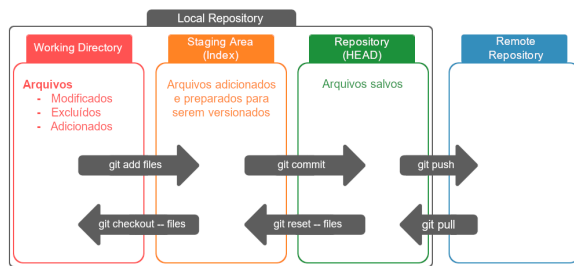 Local Repository
Working Directory
Staging Area
(Index)
Repository
(HEAD)
Remote
Repository
Arquivos
- Modificados
- Excluídos
- Adicionados
Arquivos adicionados
e preparados para
serem versionados
Arquivos salvos
git add files
git commit
git push
git checkout -- files
git reset -- files
git pull